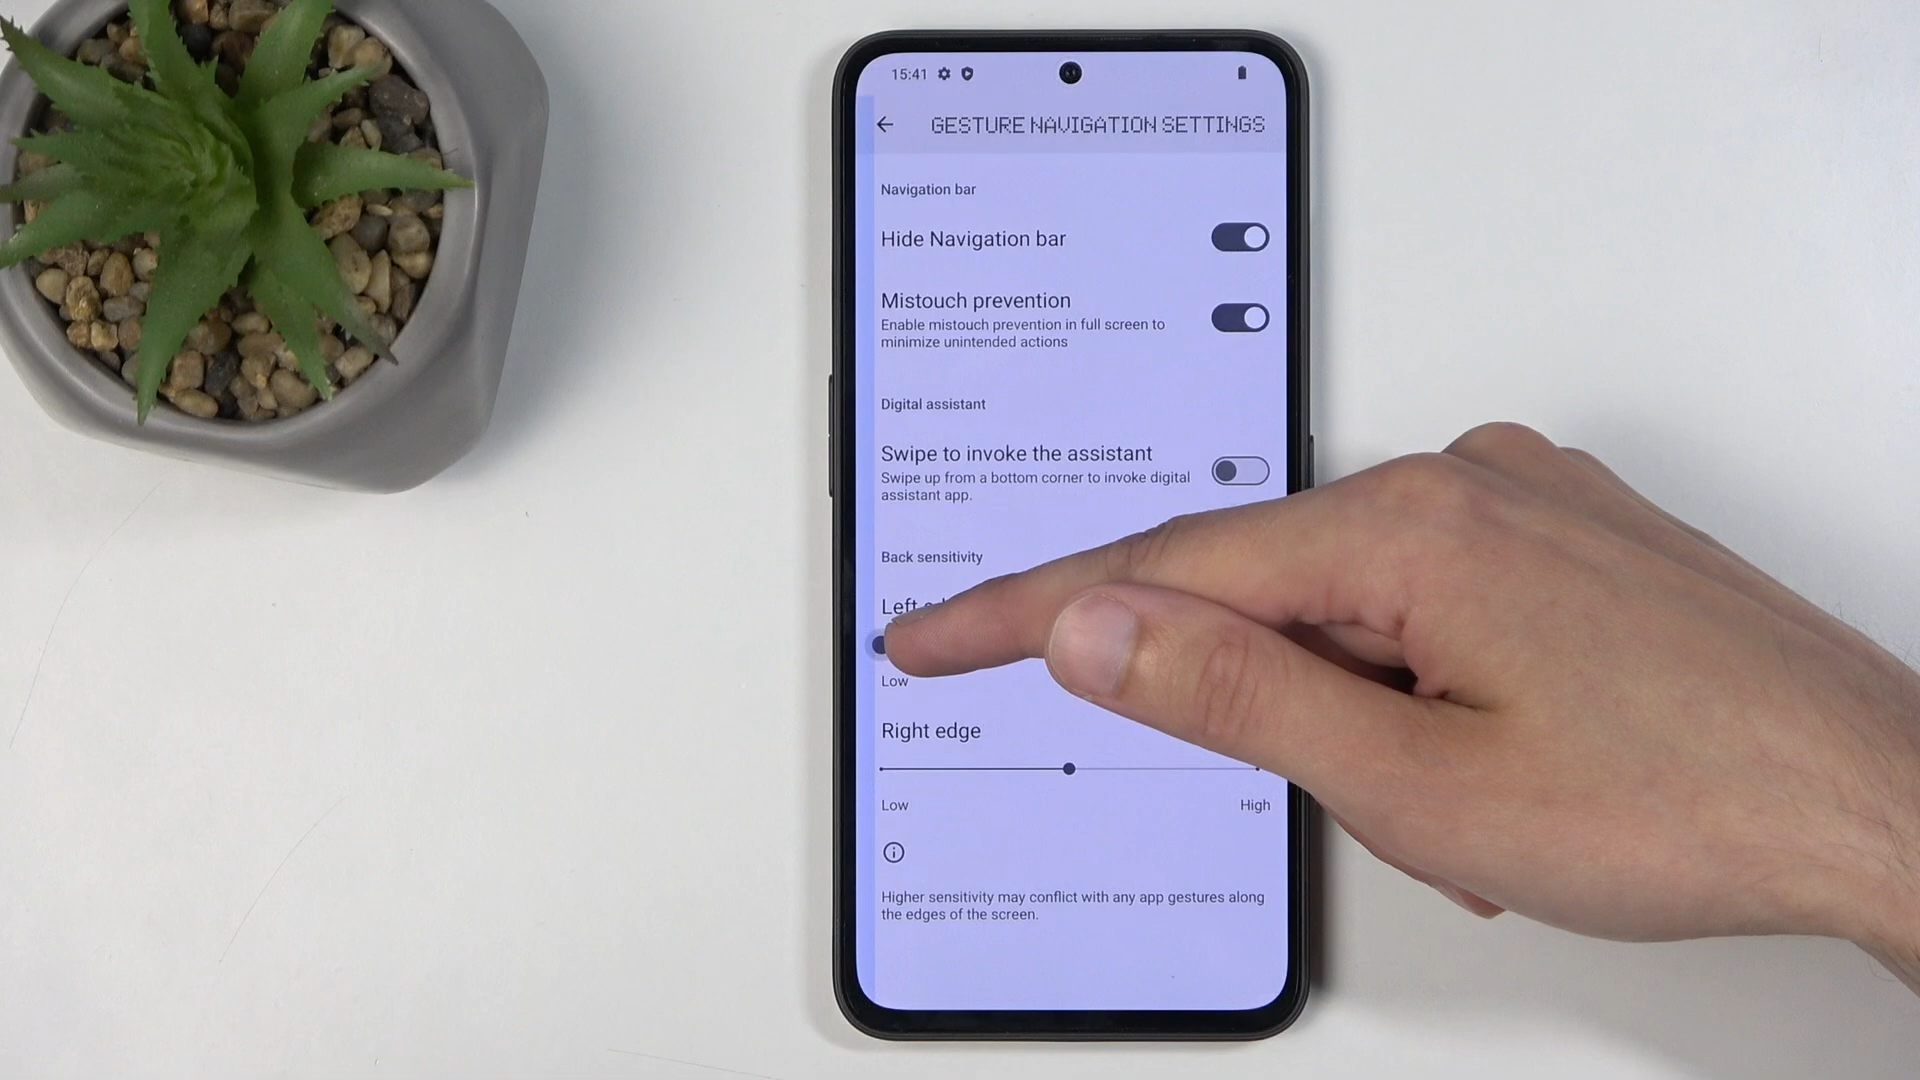 15:41
GESTURE NAVIGATION SETTINGS
Navigation bar
Hide Navigation bar
Mistouch prevention
Enable mistouch prevention in full screen to
minimize unintended actions
Digital assistant
Swipe to invoke the assistant
Swipe up from a bottom corner to invoke digital
assistant app.
Back sensitivity
Left
Low
Right edge
Low High
Higher sensitivity may conflict with any app gestures along
the edges of the screen.